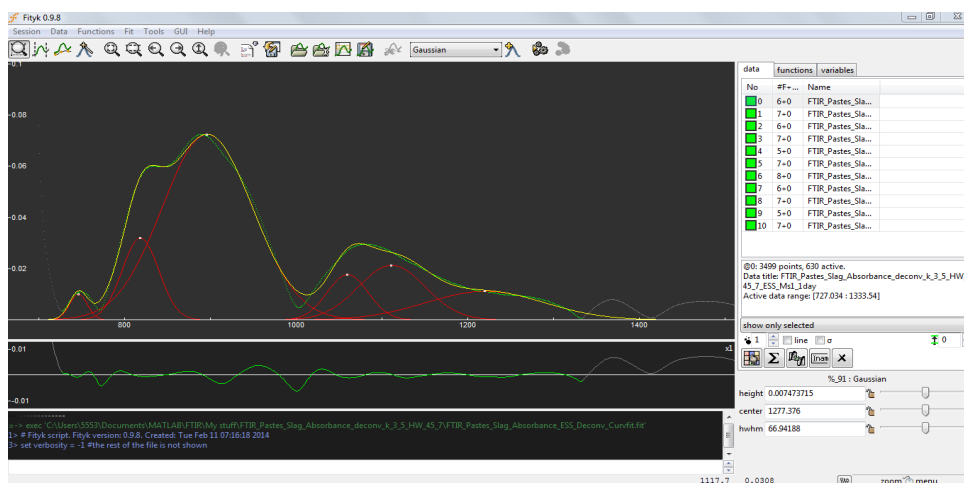 Fityk 0.9.8
Session Data Functions Fit Tools GUI Help
Gaussian
-0.1
-0.08
-0.06
-0.04
-0.02
800 1000 1200 1400
-0.01
x1
-0.01
=-> exec 'C:\Users\5553\Documents\MATLAB\FTIR\My stuff\FTIR_Pastes_Slag_Absorbance_deconv_k_3_5_HW_45_7\FTIR_Pastes_Slag_Absorbance_ESS_Deconv_Curvfit.fit'
1> # Fityk script. Fityk version: 0.9.8. Created: Tue Feb 11 07:16:18 2014
3> set verbosity = -1 #the rest of the file is not shown
1117.7 0.0308
zoom menu
data functions variables
No #F+... Name
0 6+0 FTIR_Pastes_Sla...
1 7+0 FTIR_Pastes_Sla...
2 6+0 FTIR_Pastes_Sla...
3 7+0 FTIR_Pastes_Sla...
4 5+0 FTIR_Pastes_Sla...
5 7+0 FTIR_Pastes_Sla...
6 8+0 FTIR_Pastes_Sla...
7 6+0 FTIR_Pastes_Sla...
8 7+0 FTIR_Pastes_Sla...
9 5+0 FTIR_Pastes_Sla...
10 7+0 FTIR_Pastes_Sla...
@0: 3499 points, 630 active.
Data title: FTIR_Pastes_Slag_Absorbance_deconv_k_3_5_HW_
45_7_ESS_Ms1_1day
Active data range: [727.034 : 1333.54]
show only selected
1 line σ 0
%_91 : Gaussian
height 0.007473715
center 1277.376
hwhm 66.94188